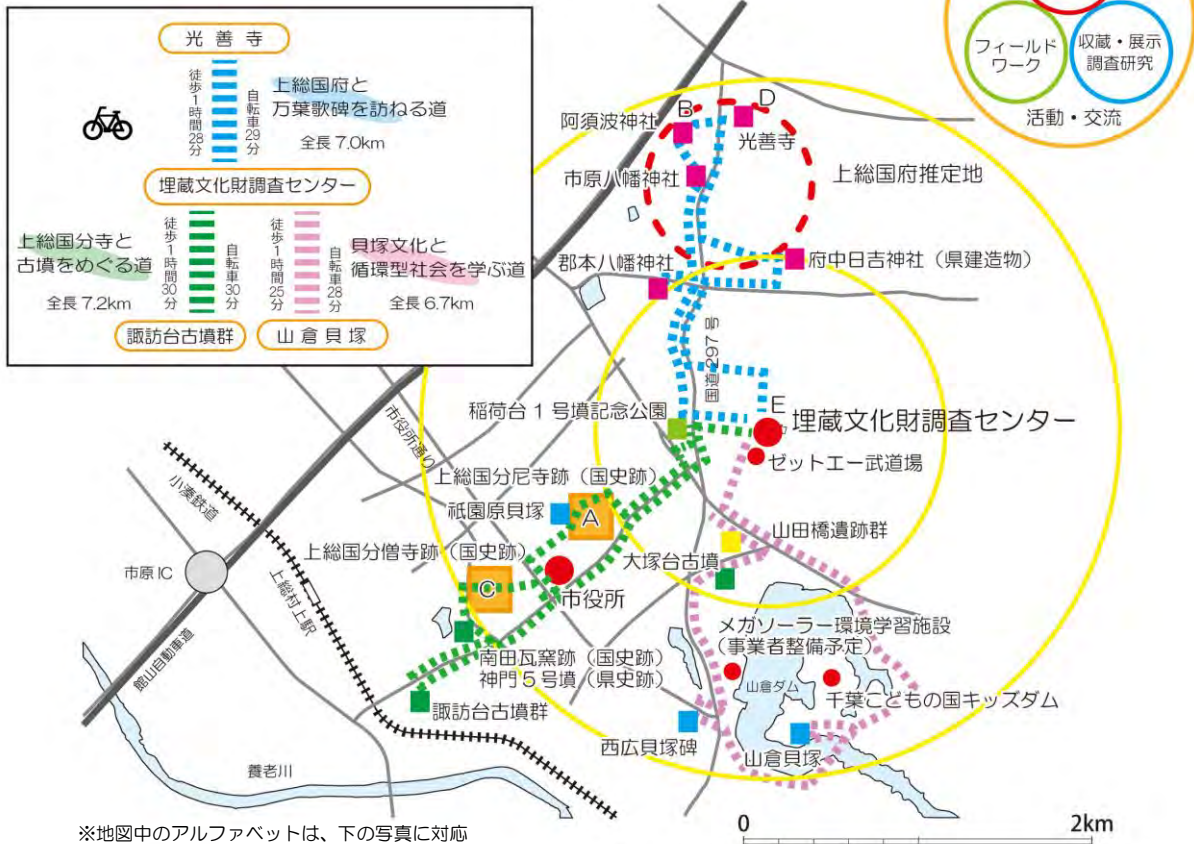 光善寺
徒歩1時間28分
自転車29分
上総国府と
万葉歌碑を訪ねる道
全長 7.0km
埋蔵文化財調査センター
上総国分寺と
古墳をめぐる道
全長 7.2km
徒歩1時間30分
自転車30分
徒歩1時間25分
自転車28分
貝塚文化と
循環型社会を学ぶ道
全長 6.7km
諏訪台古墳群
山倉貝塚
フィールド
ワーク
収蔵・展示
調査研究
活動・交流
B
D
阿須波神社
光善寺
市原八幡神社
上総国府推定地
郡本八幡神社
府中日吉神社（県建造物）
国道297号
稲荷台1号墳記念公園
E
埋蔵文化財調査センター
ゼットエー武道場
市役所通り
上総国分尼寺跡（国史跡）
祇園原貝塚
A
小湊鉄道
山田橋遺跡群
上総国分僧寺跡（国史跡）
大塚台古墳
市原IC
C
市役所
上総村上駅
館山自動車道
メガソーラー環境学習施設
（事業者整備予定）
南田瓦窯跡（国史跡）
神門5号墳（県史跡）
山倉ダム
千葉こどもの国キッズダム
諏訪台古墳群
西広貝塚碑
山倉貝塚
養老川
※地図中のアルファベットは、下の写真に対応
0
2km